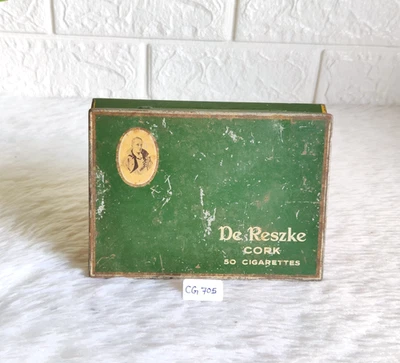 De Reszke
CORK
50 CIGARETTES
CG 705